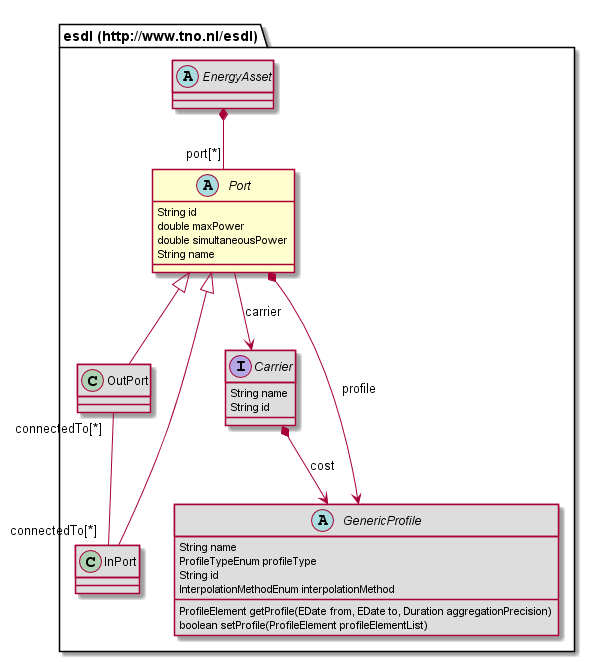 esdl (http://www.tno.nl/esdl)
A EnergyAsset
port[*]
A Port
String id
double maxPower
double simultaneousPower
String name
carrier
I Carrier
String name
String id
profile
C OutPort
connectedTo[*]
cost
connectedTo[*]
C InPort
A GenericProfile
String name
ProfileTypeEnum profileType
String id
InterpolationMethodEnum interpolationMethod
ProfileElement getProfile(EDate from, EDate to, Duration aggregationPrecision)
boolean setProfile(ProfileElement profileElementList)